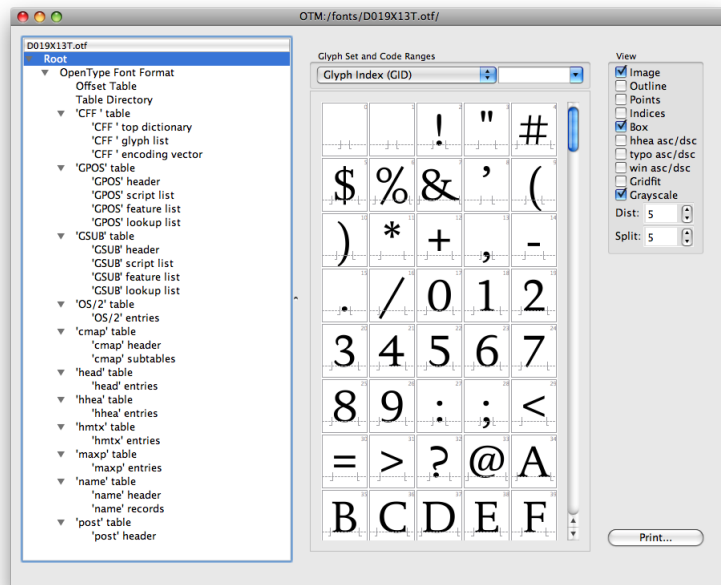 OTM:/fonts/D019X13T.otf/
D019X13T.otf
Root
OpenType Font Format
Offset Table
Table Directory
'CFF ' table
'CFF ' top dictionary
'CFF ' glyph list
'CFF ' encoding vector
'GPOS' table
'GPOS' header
'GPOS' script list
'GPOS' feature list
'GPOS' lookup list
'GSUB' table
'GSUB' header
'GSUB' script list
'GSUB' feature list
'GSUB' lookup list
'OS/2' table
'OS/2' entries
'cmap' table
'cmap' header
'cmap' subtables
'head' table
'head' entries
'hhea' table
'hhea' entries
'hmtx' table
'hmtx' entries
'maxp' table
'maxp' entries
'name' table
'name' header
'name' records
'post' table
'post' header
Glyph Set and Code Ranges
Glyph Index (GID)
! " #
$ % & ’ (
) * + , -
. / 0 1 2
3 4 5 6 7
8 9 : ; <
= > ? @ A
B C D E F
View
Image
Outline
Points
Indices
Box
hhea asc/dsc
typo asc/dsc
win asc/dsc
Gridfit
Grayscale
Dist: 5
Split: 5
Print...